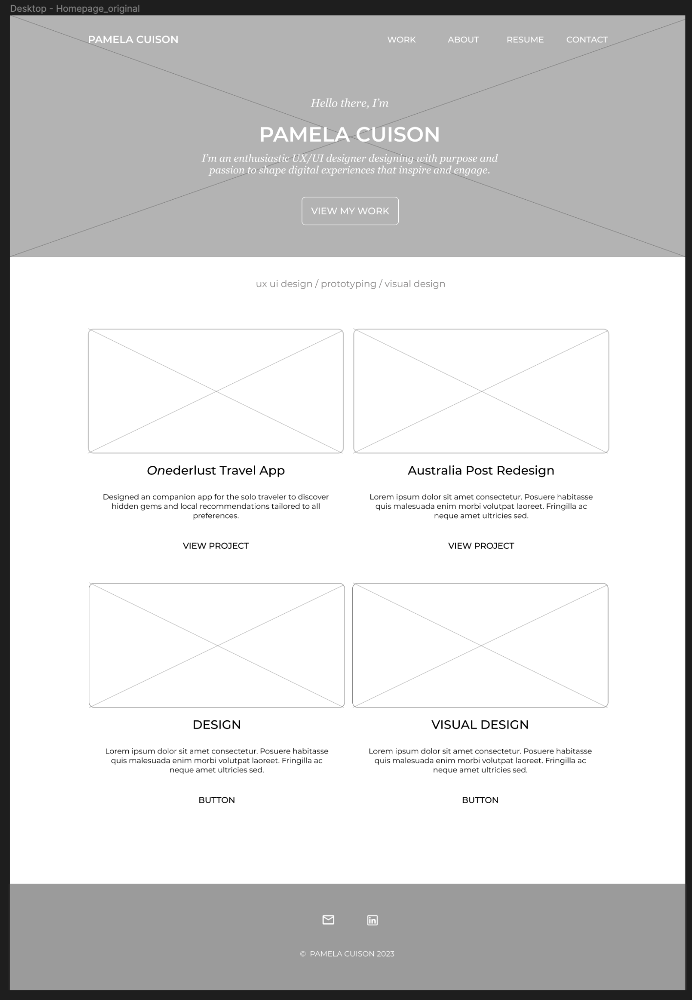 Desktop - Homepage_original
PAMELA CUISON
WORK ABOUT RESUME CONTACT
Hello there, I’m
PAMELA CUISON
I’m an enthusiastic UX/UI designer designing with purpose and
passion to shape digital experiences that inspire and engage.
VIEW MY WORK
ux ui design / prototyping / visual design
Onederlust Travel App
Designed an companion app for the solo traveler to discover
hidden gems and local recommendations tailored to all
preferences.
VIEW PROJECT
Australia Post Redesign
Lorem ipsum dolor sit amet consectetur. Posuere habitasse
quis malesuada enim morbi volutpat laoreet. Fringilla ac
neque amet ultricies sed.
VIEW PROJECT
DESIGN
Lorem ipsum dolor sit amet consectetur. Posuere habitasse
quis malesuada enim morbi volutpat laoreet. Fringilla ac
neque amet ultricies sed.
BUTTON
VISUAL DESIGN
Lorem ipsum dolor sit amet consectetur. Posuere habitasse
quis malesuada enim morbi volutpat laoreet. Fringilla ac
neque amet ultricies sed.
BUTTON
in
© PAMELA CUISON 2023